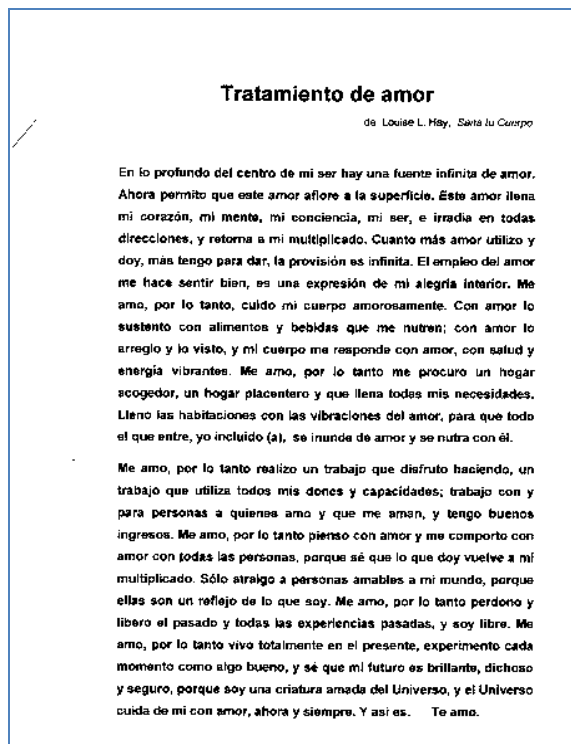 Tratamiento de amor
de Louise L. Hay, Sana tu Cuerpo
En lo profundo del centro de mi ser hay una fuente infinita de amor.
Ahora permito que este amor aflore a la superficie. Este amor llena
mi corazón, mi mente, mi conciencia, mi ser, e irradia en todas
direcciones, y retorna a mi multiplicado. Cuanto más amor utilizo y
doy, más tengo para dar, la provisión es infinita. El empleo del amor
me hace sentir bien, es una expresión de mi alegría interior. Me
amo, por lo tanto, cuido mi cuerpo amorosamente. Con amor lo
sustento con alimentos y bebidas que me nutren; con amor lo
arreglo y lo visto, y mi cuerpo me responde con amor, con salud y
energía vibrantes. Me amo, por lo tanto me procuro un hogar
acogedor, un hogar placentero y que llena todas mis necesidades.
Lleno las habitaciones con las vibraciones del amor, para que todo
el que entre, yo incluido (a), se inunde de amor y se nutra con él.
Me amo, por lo tanto realizo un trabajo que disfruto haciendo, un
trabajo que utiliza todos mis dones y capacidades; trabajo con y
para personas a quienes amo y que me aman, y tengo buenos
ingresos. Me amo, por lo tanto pienso con amor y me comporto con
amor con todas las personas, porque sé que lo que doy vuelve a mí
multiplicado. Sólo atraigo a personas amables a mi mundo, porque
ellas son un reflejo de lo que soy. Me amo, por lo tanto perdono y
libero el pasado y todas las experiencias pasadas, y soy libre. Me
amo, por lo tanto vivo totalmente en el presente, experimento cada
momento como algo bueno, y sé que mi futuro es brillante, dichoso
y seguro, porque soy una criatura amada del Universo, y el Universo
cuida de mi con amor, ahora y siempre. Y así es. Te amo.